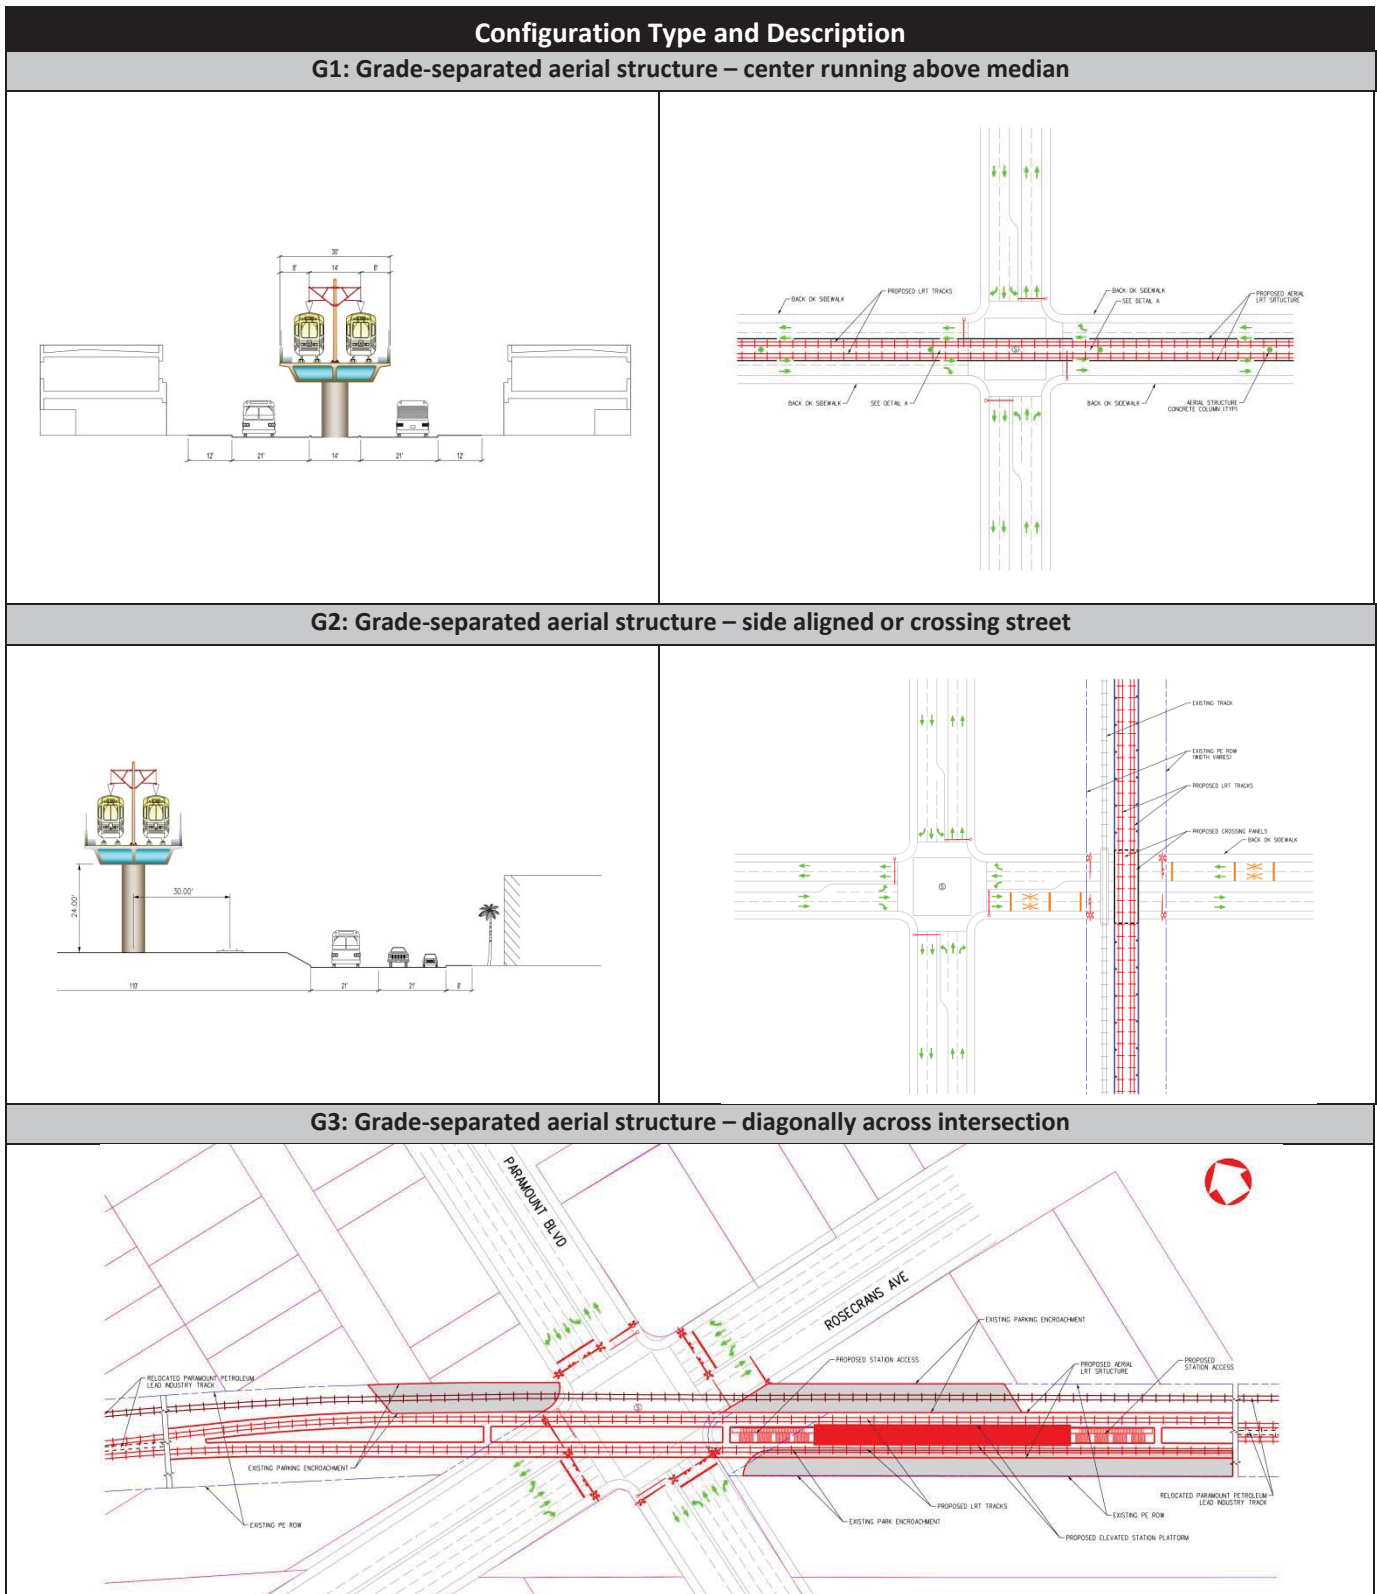 Configuration Type and Description
G1: Grade-separated aerial structure – center running above median
30'
8'
14'
8'
12'
21'
14'
21'
12'
BACK OK SIDEWALK
PROPOSED LRT TRACKS
BACK OK SIDEWALK
SEE DETAIL A
PROPOSED AERIAL
LRT SRTUCTURE
S
BACK OK SIDEWALK
SEE DETAIL A
BACK OK SIDEWALK
AERIAL STRUCTURE
CONCRETE COLUMN (TYP)
G2: Grade-separated aerial structure – side aligned or crossing street
24.00'
30.00'
110'
21'
21'
8'
EXISTING TRACK
EXISTING PE ROW
(WIDTH VARIES)
PROPOSED LRT TRACKS
PROPOSED CROSSING PANELS
BACK OK SIDEWALK
S
G3: Grade-separated aerial structure – diagonally across intersection
PARAMOUNT BLVD
ROSECRANS AVE
EXISTING PARKING ENCROACHMENT
PROPOSED STATION ACCESS
PROPOSED AERIAL
LRT SRTUCTURE
PROPOSED
STATION ACCESS
RELOCATED PARAMOUNT PETROLEUM
LEAD INDUSTRY TRACK
S
EXISTING PARKING ENCROACHMENT
RELOCATED PARAMOUNT PETROLEUM
LEAD INDUSTRY TRACK
PROPOSED LRT TRACKS
EXISTING PE ROW
EXISTING PE ROW
EXISTING PARK ENCROACHMENT
PROPOSED ELEVATED STATION PLATFORM